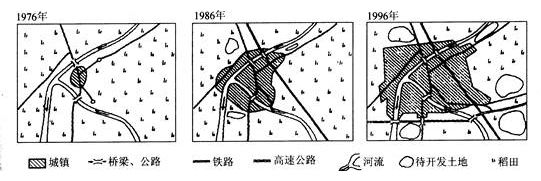 1976年
1986年
1996年
城镇
桥梁、公路
铁路
高速公路
河流
待开发土地
稻田